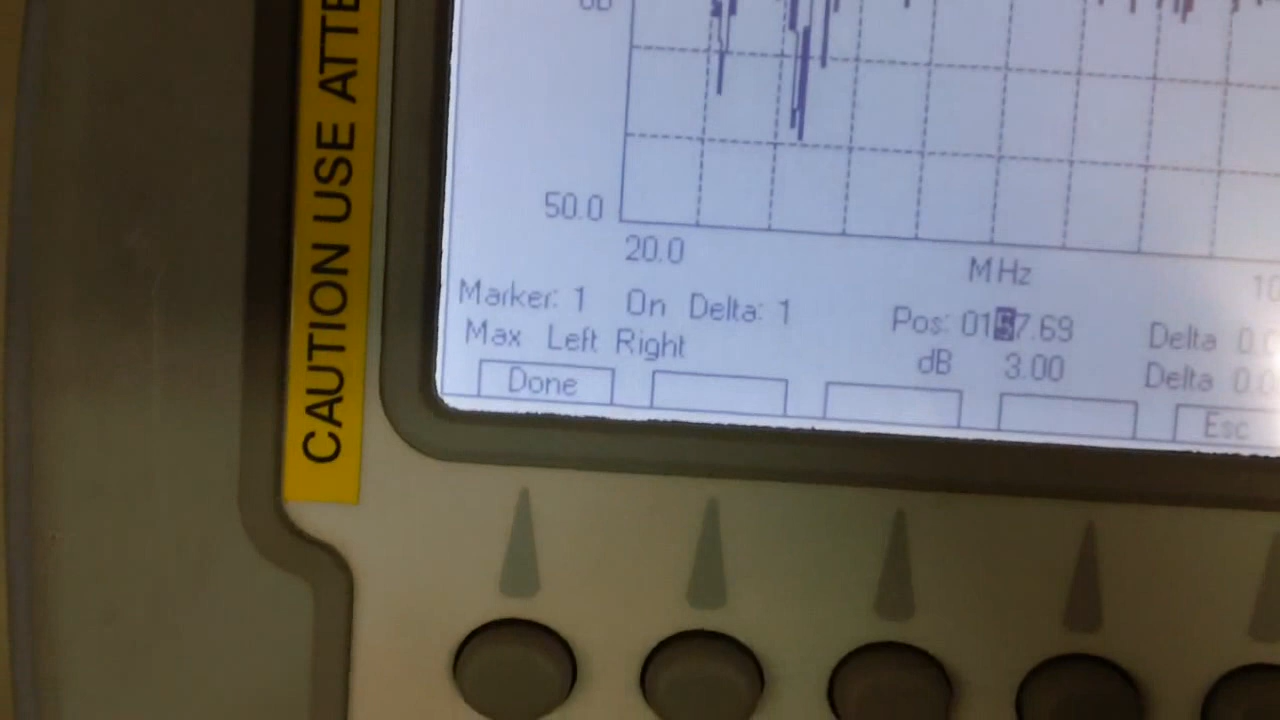 CAUTION USE ATTE
dB
50.0
20.0 MHz 10
Marker: 1 On Delta: 1 Pos: 0157.69 Delta 0.0
Max Left Right dB 3.00 Delta 0.0
Done Esc